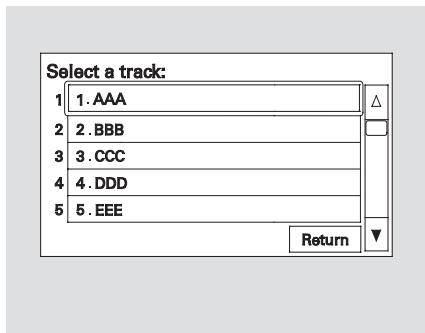 Select a track:
1 1.AAA
2 2.BBB
3 3.CCC
4 4.DDD
5 5.EEE
Return